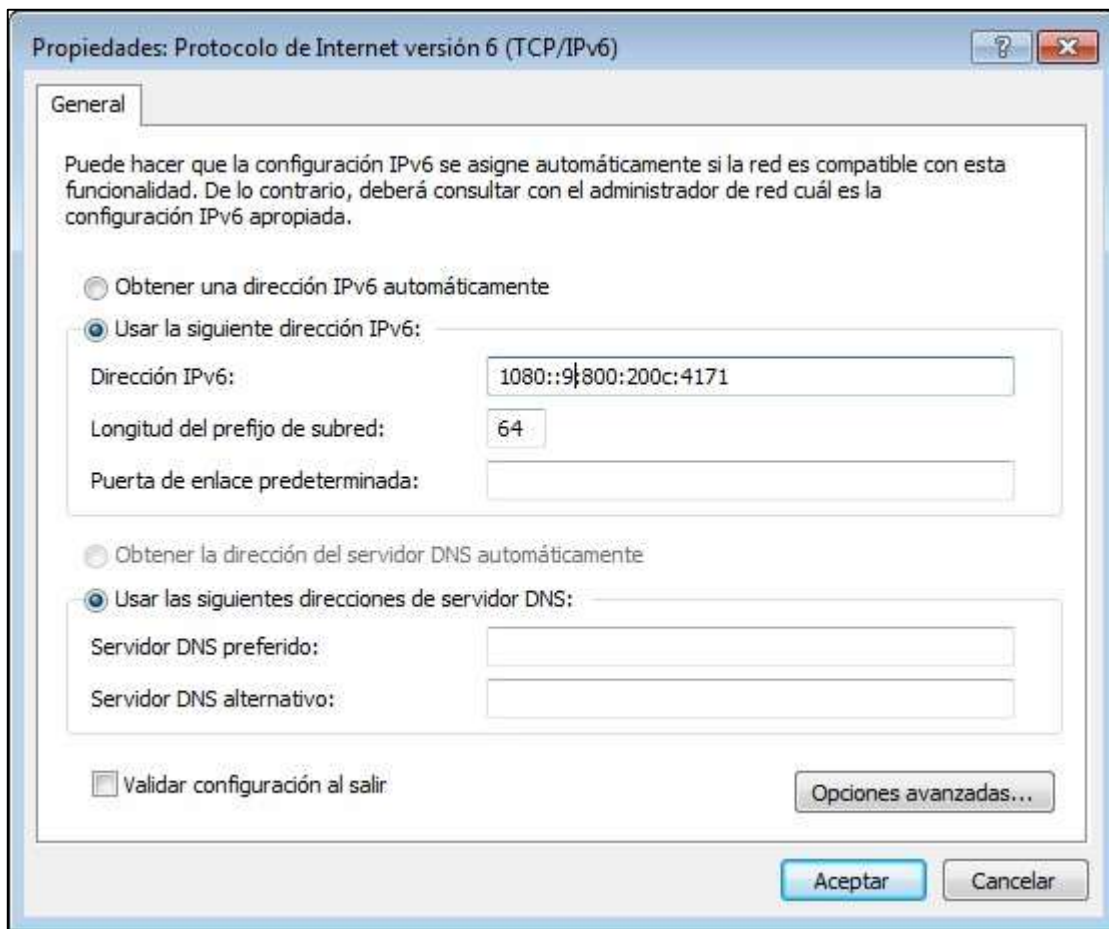 Propiedades: Protocolo de Internet versión 6 (TCP/IPv6)
General
Puede hacer que la configuración IPv6 se asigne automáticamente si la red es compatible con esta
funcionalidad. De lo contrario, deberá consultar con el administrador de red cuál es la
configuración IPv6 apropiada.
Obtener una dirección IPv6 automáticamente
Usar la siguiente dirección IPv6:
Dirección IPv6: 1080::9:800:200c:4171
Longitud del prefijo de subred: 64
Puerta de enlace predeterminada:
Obtener la dirección del servidor DNS automáticamente
Usar las siguientes direcciones de servidor DNS:
Servidor DNS preferido:
Servidor DNS alternativo:
Validar configuración al salir
Opciones avanzadas...
Aceptar Cancelar